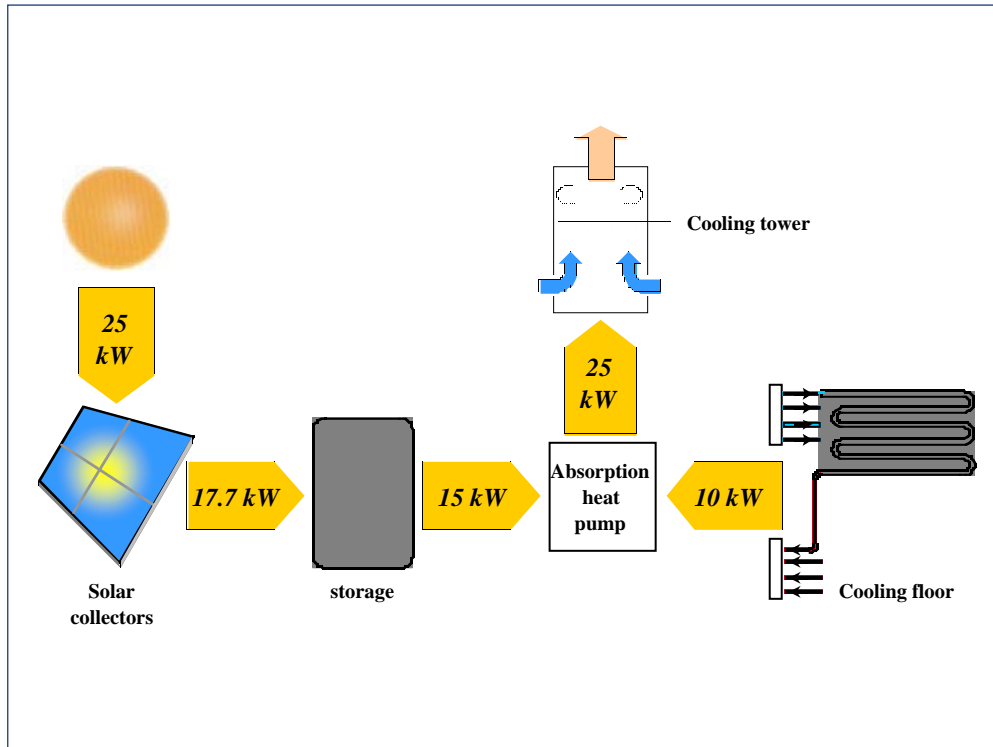 Cooling tower
25
kW
25
kW
17.7 kW
15 kW
Absorption
heat
pump
10 kW
Solar
collectors
storage
Cooling floor